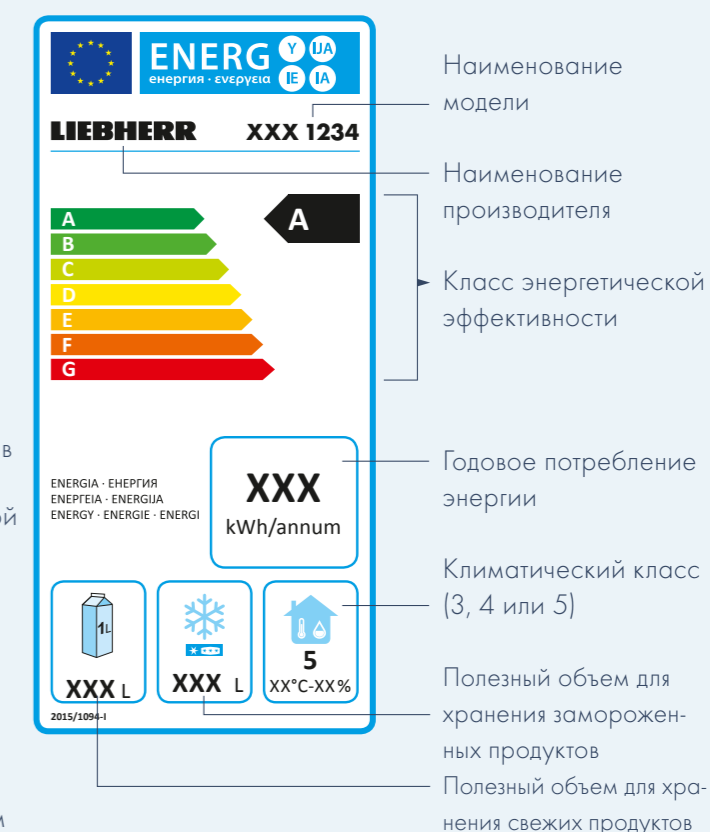 ENERG Y IJA
енергия · ενεργεια IE IA
LIEBHERR XXX 1234
A A
B
C
D
E
F
G
ENERGIA · ЕНЕРГИЯ
ΕΝΕΡΓΕΙΑ · ENERGIJA
ENERGY · ENERGIE · ENERGI
XXX
kWh/annum
1L
XXX L
XXX L
5
XX°C-XX%
2015/1094-I
Наименование
модели
Наименование
производителя
Класс энергетической
эффективности
Годовое потребление
энергии
Климатический класс
(3, 4 или 5)
Полезный объем для
хранения заморожен-
ных продуктов
Полезный объем для хра-
нения свежих продуктов
в
ой